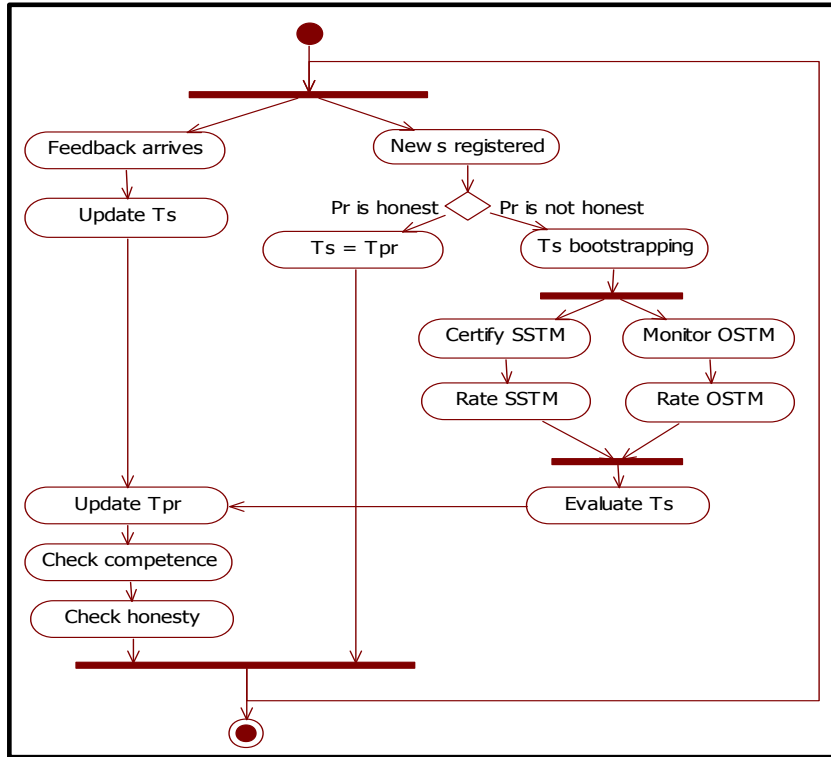 Feedback arrives
New s registered
Update Ts
Pr is honest
Pr is not honest
Ts = Tpr
Ts bootstrapping
Certify SSTM
Monitor OSTM
Rate SSTM
Rate OSTM
Update Tpr
Evaluate Ts
Check competence
Check honesty